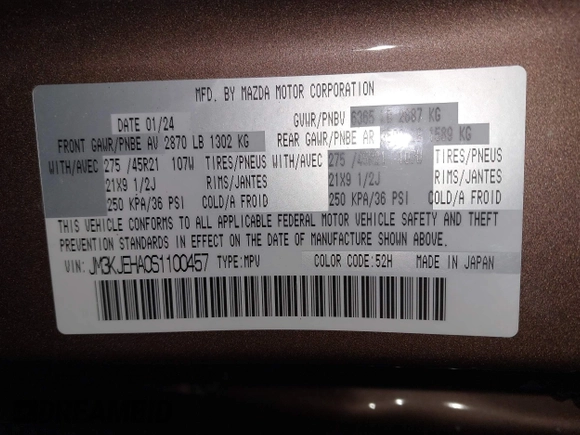 MFD. BY MAZDA MOTOR CORPORATION
DATE 01/24 GVWR/PNBV 6365 LB 2887 KG
FRONT GAWR/PNBE AV 2870 LB 1302 KG REAR GAWR/PNBE AR 1589 KG
WITH/AVEC 275 /45R21 107W TIRES/PNEUS WITH/AVEC 275 /45R21 TIRES/PNEUS
21X9 1/2J RIMS/JANTES 21X9 1/2J RIMS/JANTES
250 KPA/36 PSI COLD/A FROID 250 KPA/36 PSI COLD/A FROID
THIS VEHICLE CONFORMS TO ALL APPLICABLE FEDERAL MOTOR VEHICLE SAFETY AND THEFT
PREVENTION STANDARDS IN EFFECT ON THE DATE OF MANUFACTURE SHOWN ABOVE.
VIN: JM3KJEHA0S1100457 TYPE:MPV COLOR CODE:52H MADE IN JAPAN